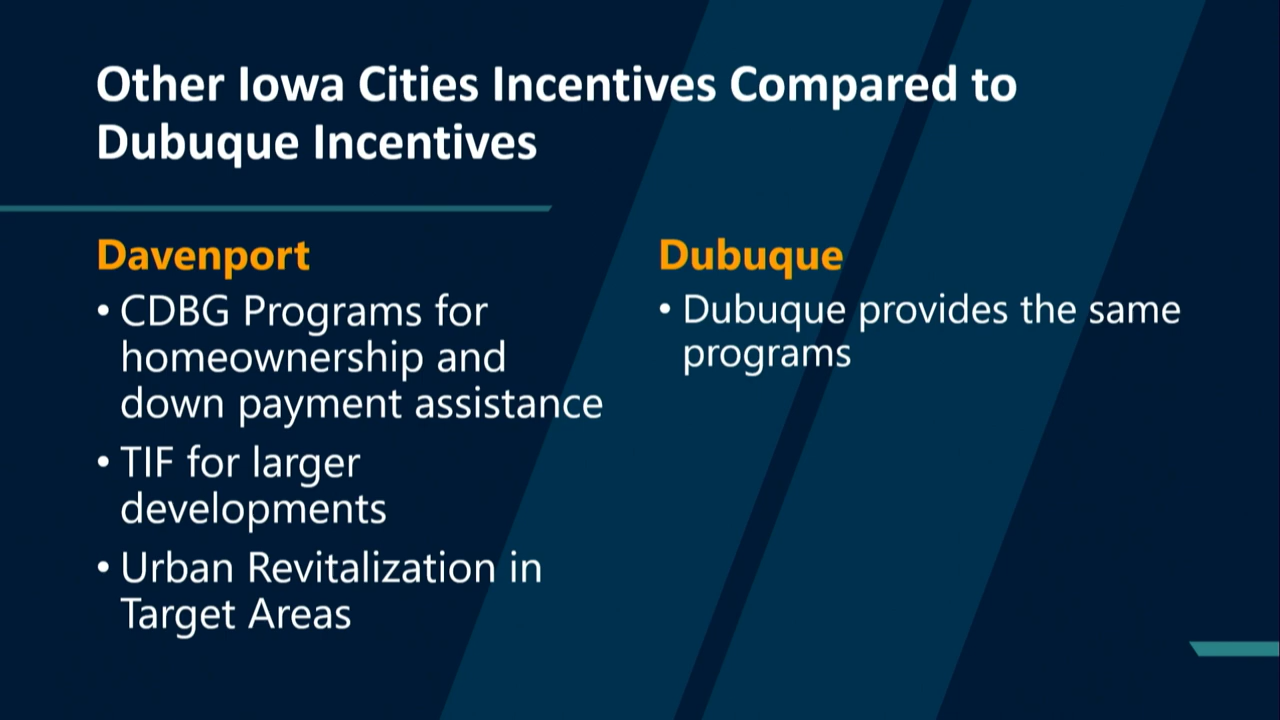 Other Iowa Cities Incentives Compared to
Dubuque Incentives
Davenport
• CDBG Programs for
homeownership and
down payment assistance
• TIF for larger
developments
• Urban Revitalization in
Target Areas
Dubuque
• Dubuque provides the same
programs